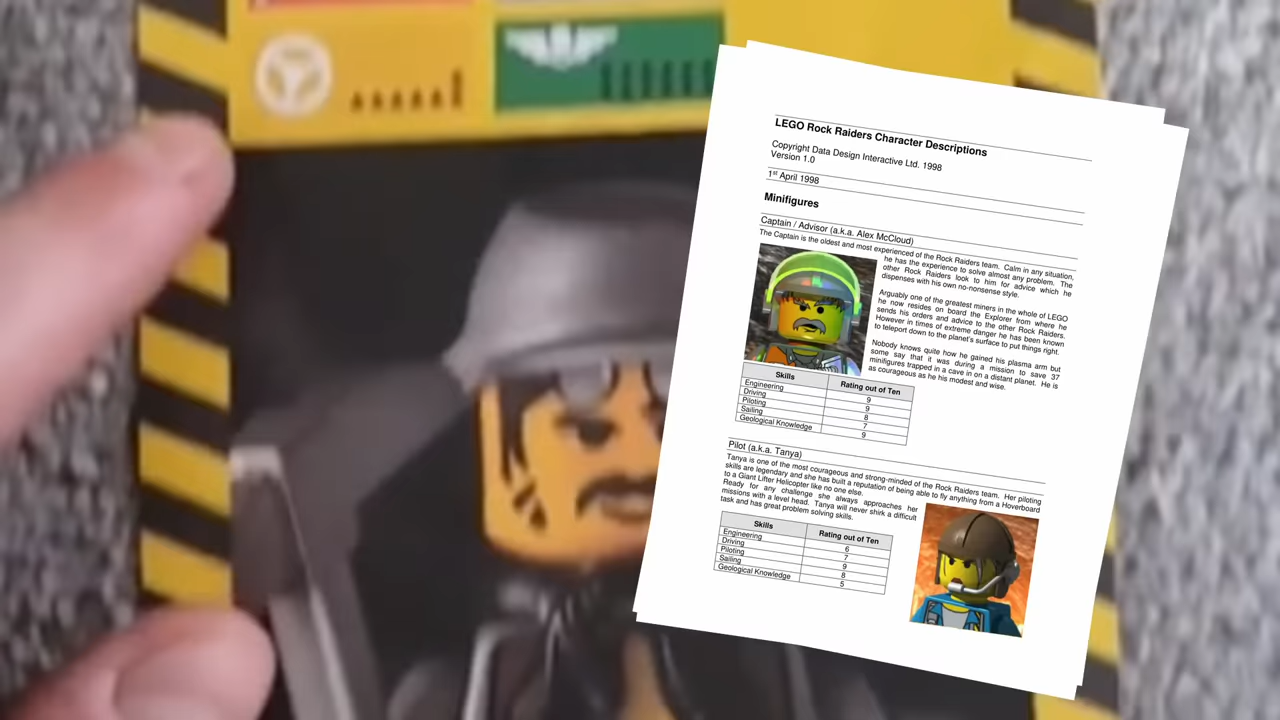 LEGO Rock Raiders Character Descriptions
Copyright Data Design Interactive Ltd. 1998
Version 1.0
1st April 1998
Minifigures
Captain / Advisor (a.k.a. Alex McCloud)
The Captain is the oldest and most experienced of the Rock Raiders team. Calm in any situation,
he has the experience to solve almost any problem. The
other Rock Raiders look to him for advice which he
dispenses with his own no-nonsense style.
Arguably one of the greatest miners in the whole of LEGO
he now resides on board the Explorer from where he
sends his orders and advice to the other Rock Raiders.
However in times of extreme danger he has been known
to teleport down to the planet's surface to put things right.
Nobody knows quite how he gained his plasma arm but
some say that it was during a mission to save 37
minifigures trapped in a cave in on a distant planet. He is
as courageous as he his modest and wise.
Skills Rating out of Ten
Engineering 9
Driving 9
Piloting 8
Sailing 7
Geological Knowledge 9
Pilot (a.k.a. Tanya)
Tanya is one of the most courageous and strong-minded of the Rock Raiders team. Her piloting
skills are legendary and she has built a reputation of being able to fly anything from a Hoverboard
to a Giant Lifter Helicopter like no one else.
Ready for any challenge she always approaches her
missions with a level head. Tanya will never shirk a difficult
task and has great problem solving skills.
Skills Rating out of Ten
Engineering 6
Driving 7
Piloting 9
Sailing 8
Geological Knowledge 5